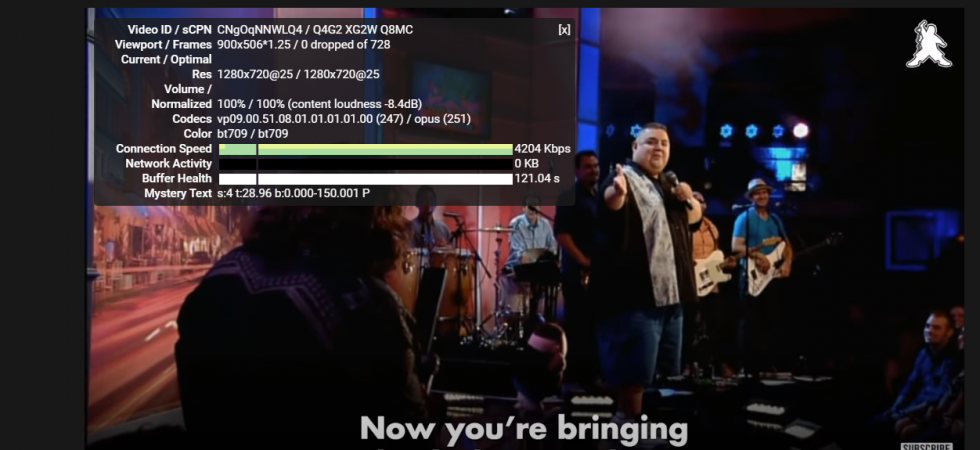 Video ID / sCPN CNgOqNNWLQ4 / Q4G2 XG2W Q8MC [x]
Viewport / Frames 900x506*1.25 / 0 dropped of 728
Current / Optimal
Res 1280x720@25 / 1280x720@25
Volume /
Normalized 100% / 100% (content loudness -8.4dB)
Codecs vp09.00.51.08.01.01.01.01.00 (247) / opus (251)
Color bt709 / bt709
Connection Speed 4204 Kbps
Network Activity 0 KB
Buffer Health 121.04 s
Mystery Text s:4 t:28.96 b:0.000-150.001 P
Now you're bringing
SUBSCRIBE